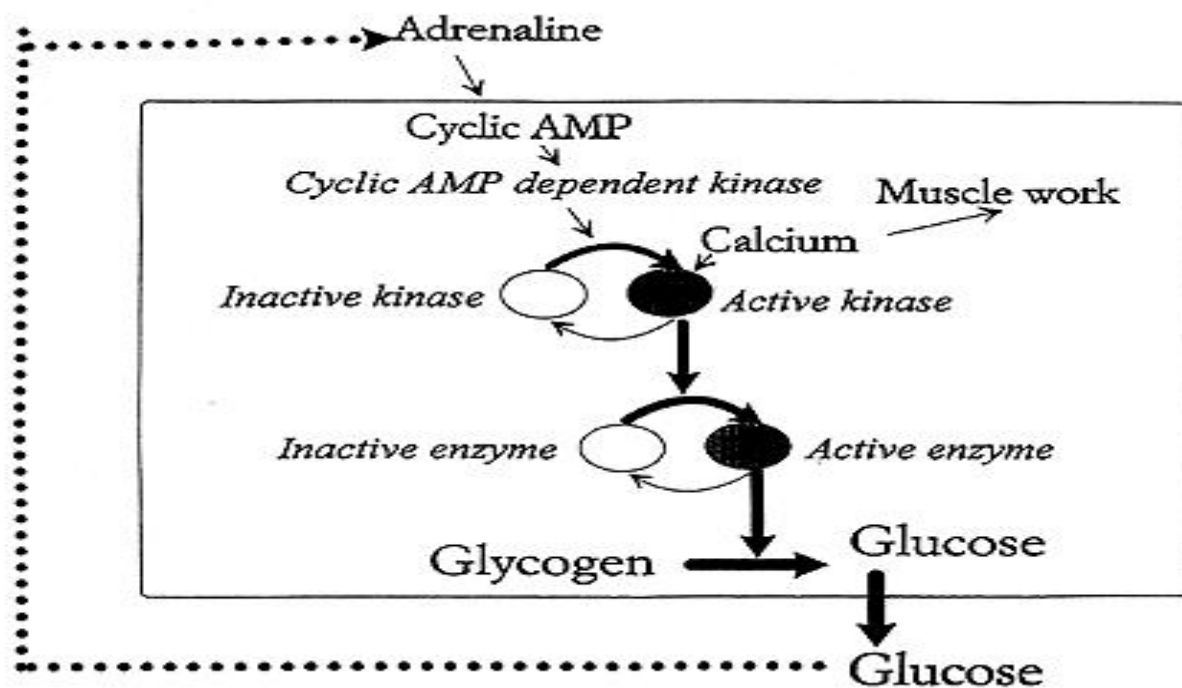 Adrenaline
Cyclic AMP
Cyclic AMP dependent kinase
Muscle work
Calcium
Inactive kinase
Active kinase
Inactive enzyme
Active enzyme
Glycogen
Glucose
Glucose